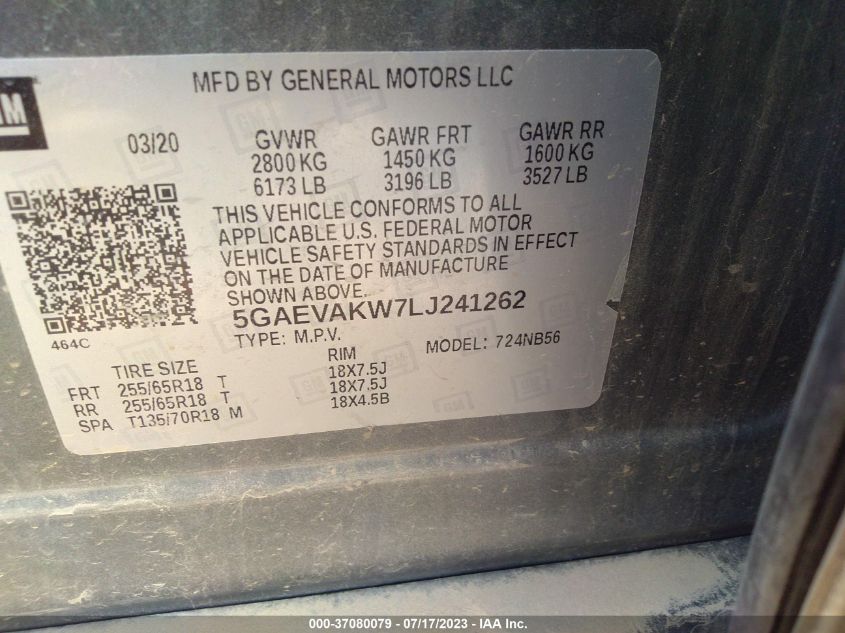 GM
MFD BY GENERAL MOTORS LLC
03/20 GVWR GAWR FRT GAWR RR
2800 KG 1450 KG 1600 KG
6173 LB 3196 LB 3527 LB
THIS VEHICLE CONFORMS TO ALL
APPLICABLE U.S. FEDERAL MOTOR
VEHICLE SAFETY STANDARDS IN EFFECT
ON THE DATE OF MANUFACTURE
SHOWN ABOVE.
5GAEVAKW7LJ241262
464C
TYPE: M.P.V. MODEL: 724NB56
TIRE SIZE RIM
FRT 255/65R18 T 18X7.5J
RR 255/65R18 T 18X7.5J
SPA T135/70R18 M 18X4.5B
000-37080079 - 07/17/2023 - IAA Inc.